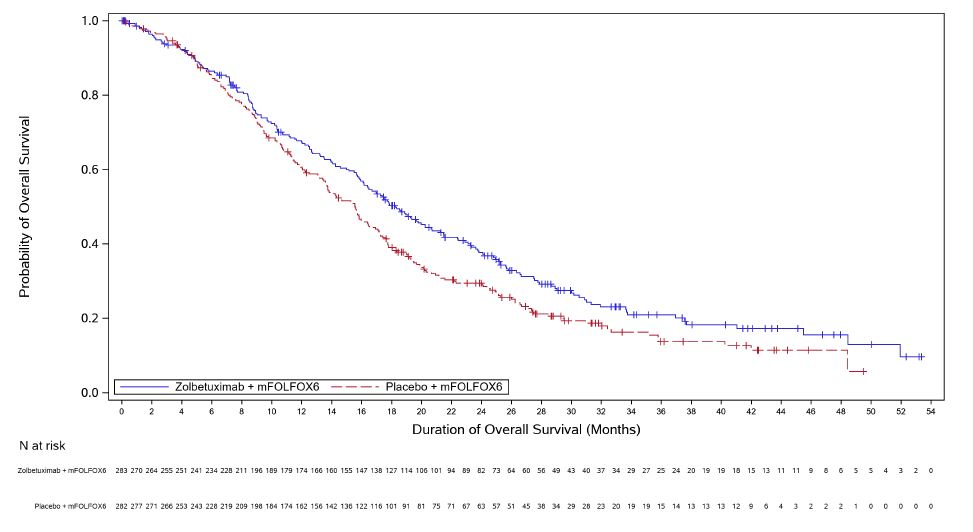 1.0
0.8
0.6
0.4
0.2
0.0
Probability of Overall Survival
Zolbetuximab + mFOLFOX6 Placebo + mFOLFOX6
0 2 4 6 8 10 12 14 16 18 20 22 24 26 28 30 32 34 36 38 40 42 44 46 48 50 52 54
Duration of Overall Survival (Months)
N at risk
Zolbetuximab + mFOLFOX6 283 270 264 255 251 241 234 228 211 196 189 179 174 166 160 155 147 138 127 114 106 101 94 89 82 73 64 60 56 49 43 40 37 34 29 27 25 24 20 19 19 18 15 13 11 11 9 8 6 5 5 4 3 2 0
Placebo + mFOLFOX6 282 277 271 266 253 243 228 219 209 198 184 174 162 156 142 136 122 116 101 91 81 75 71 67 63 57 51 45 38 34 29 28 23 20 19 16 14 13 13 13 12 9 6 4 3 2 2 2 1 0 0 0 0 0